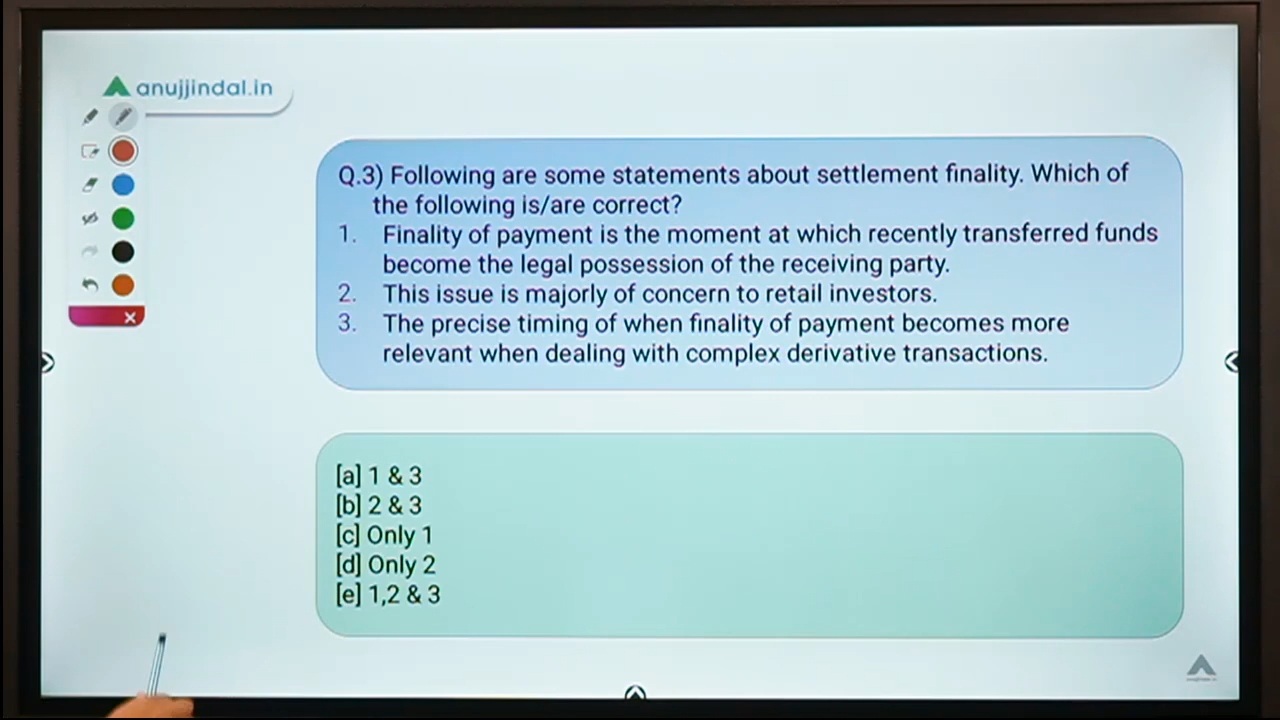 anujjindal.in
Q.3) Following are some statements about settlement finality. Which of
the following is/are correct?
1. Finality of payment is the moment at which recently transferred funds
become the legal possession of the receiving party.
2. This issue is majorly of concern to retail investors.
3. The precise timing of when finality of payment becomes more
relevant when dealing with complex derivative transactions.
[a] 1 & 3
[b] 2 & 3
[c] Only 1
[d] Only 2
[e] 1,2 & 3